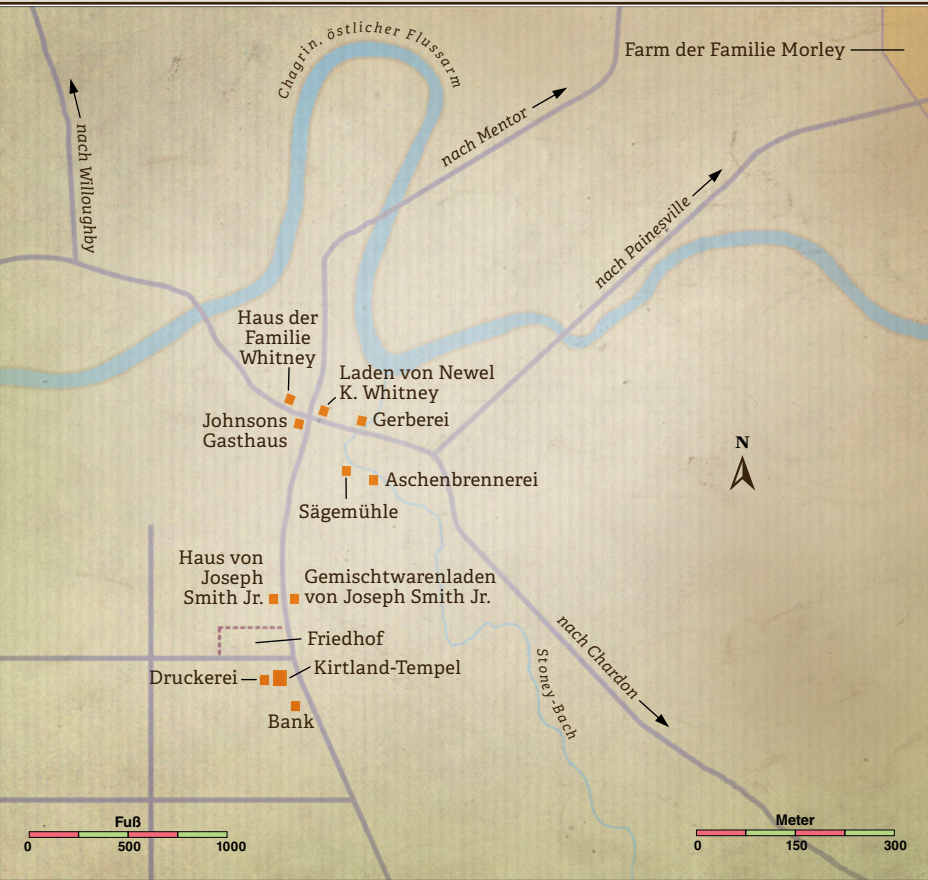 Chagrin, östlicher Flussarm
Farm der Familie Morley
nach Mentor
nach Willoughby
nach Painesville
Haus der
Familie
Whitney
Laden von Newel
K. Whitney
Johnsons
Gasthaus
Gerberei
N
Aschenbrennerei
Sägemühle
Haus von
Joseph
Smith Jr.
Gemischtwarenladen
von Joseph Smith Jr.
nach Chardon
Friedhof
Stoney-Bach
Kirtland-Tempel
Druckerei
Bank
Fuß
0 500 1000
Meter
0 150 300